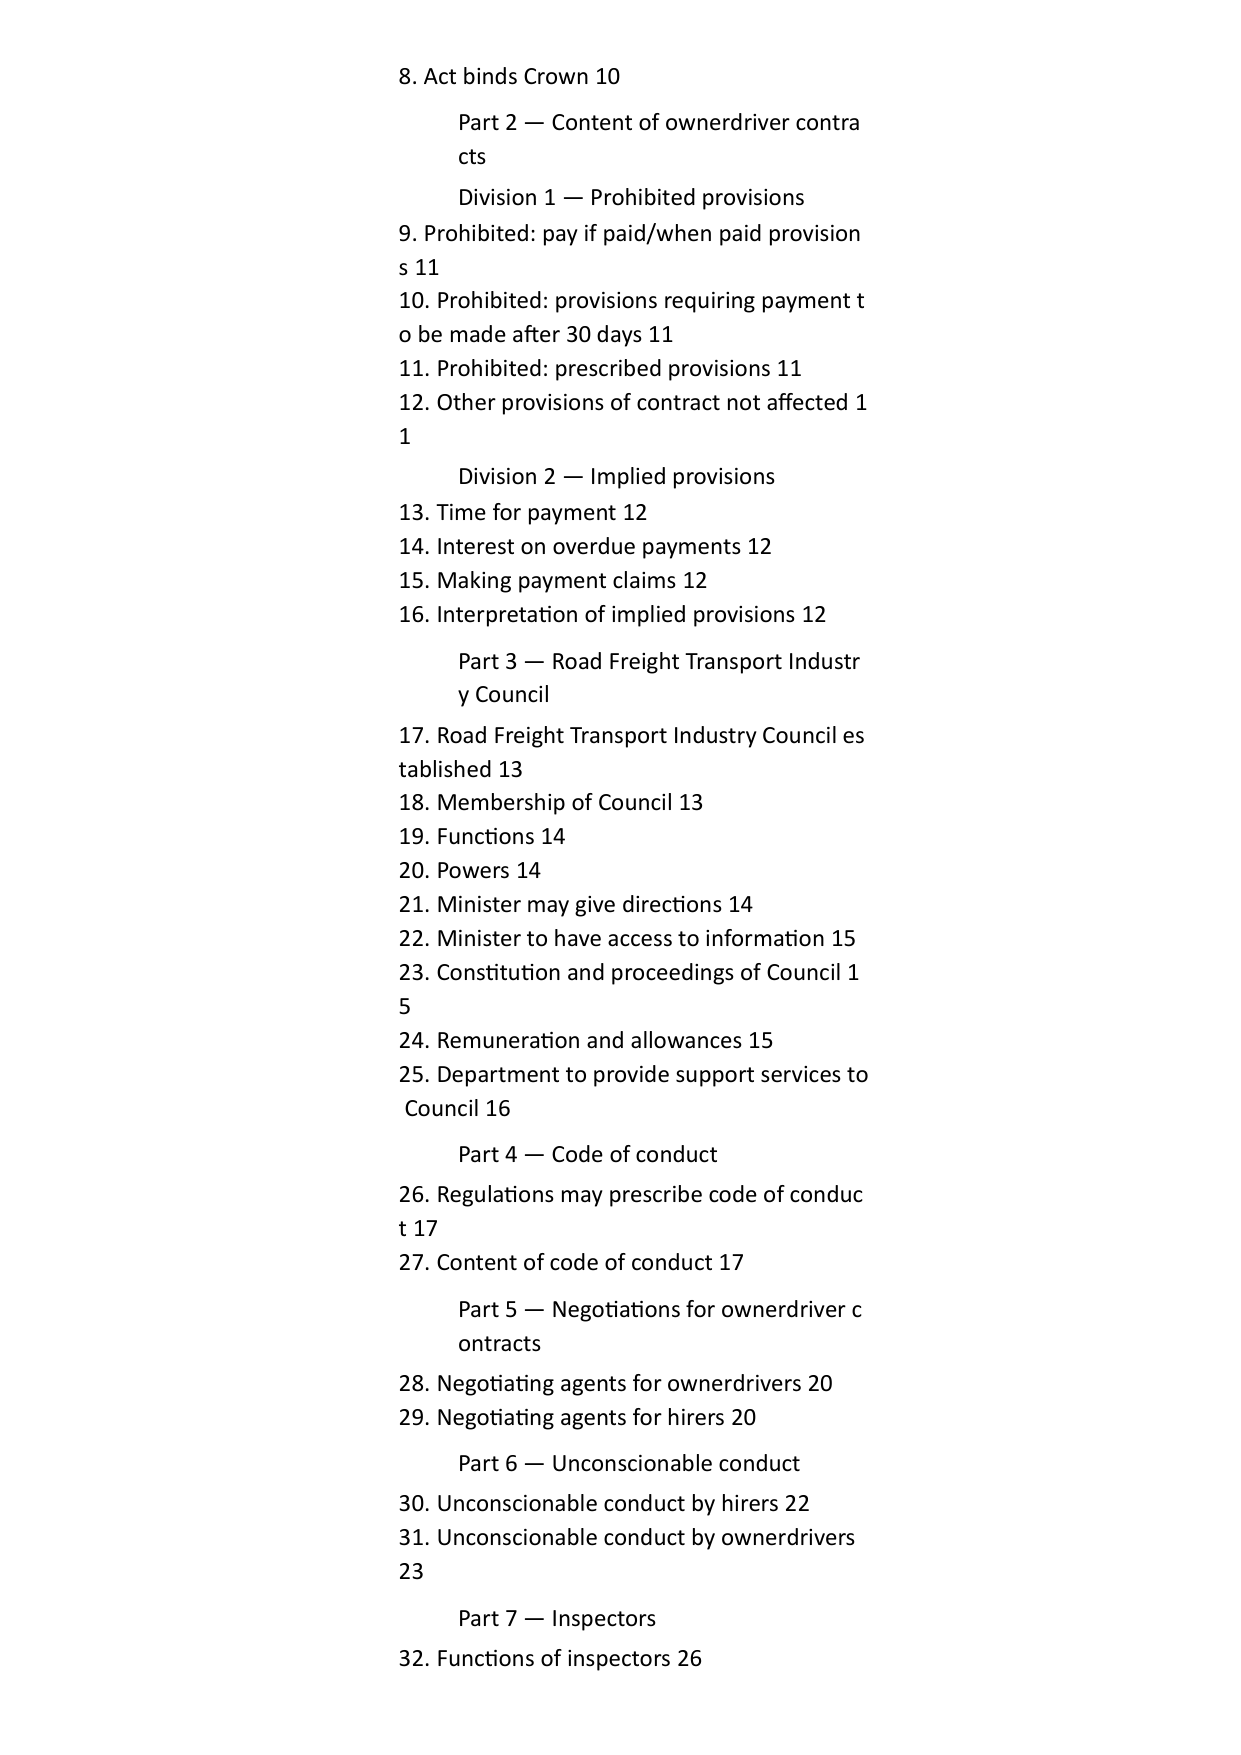 8. Act binds Crown 10
Part 2 — Content of ownerdriver contra
cts
Division 1 — Prohibited provisions
9. Prohibited: pay if paid/when paid provision
s 11
10. Prohibited: provisions requiring payment t
o be made after 30 days 11
11. Prohibited: prescribed provisions 11
12. Other provisions of contract not affected 1
1
Division 2 — Implied provisions
13. Time for payment 12
14. Interest on overdue payments 12
15. Making payment claims 12
16. Interpretation of implied provisions 12
Part 3 — Road Freight Transport Industr
y Council
17. Road Freight Transport Industry Council es
tablished 13
18. Membership of Council 13
19. Functions 14
20. Powers 14
21. Minister may give directions 14
22. Minister to have access to information 15
23. Constitution and proceedings of Council 1
5
24. Remuneration and allowances 15
25. Department to provide support services to
Council 16
Part 4 — Code of conduct
26. Regulations may prescribe code of conduc
t 17
27. Content of code of conduct 17
Part 5 — Negotiations for ownerdriver c
ontracts
28. Negotiating agents for ownerdrivers 20
29. Negotiating agents for hirers 20
Part 6 — Unconscionable conduct
30. Unconscionable conduct by hirers 22
31. Unconscionable conduct by ownerdrivers
23
Part 7 — Inspectors
32. Functions of inspectors 26